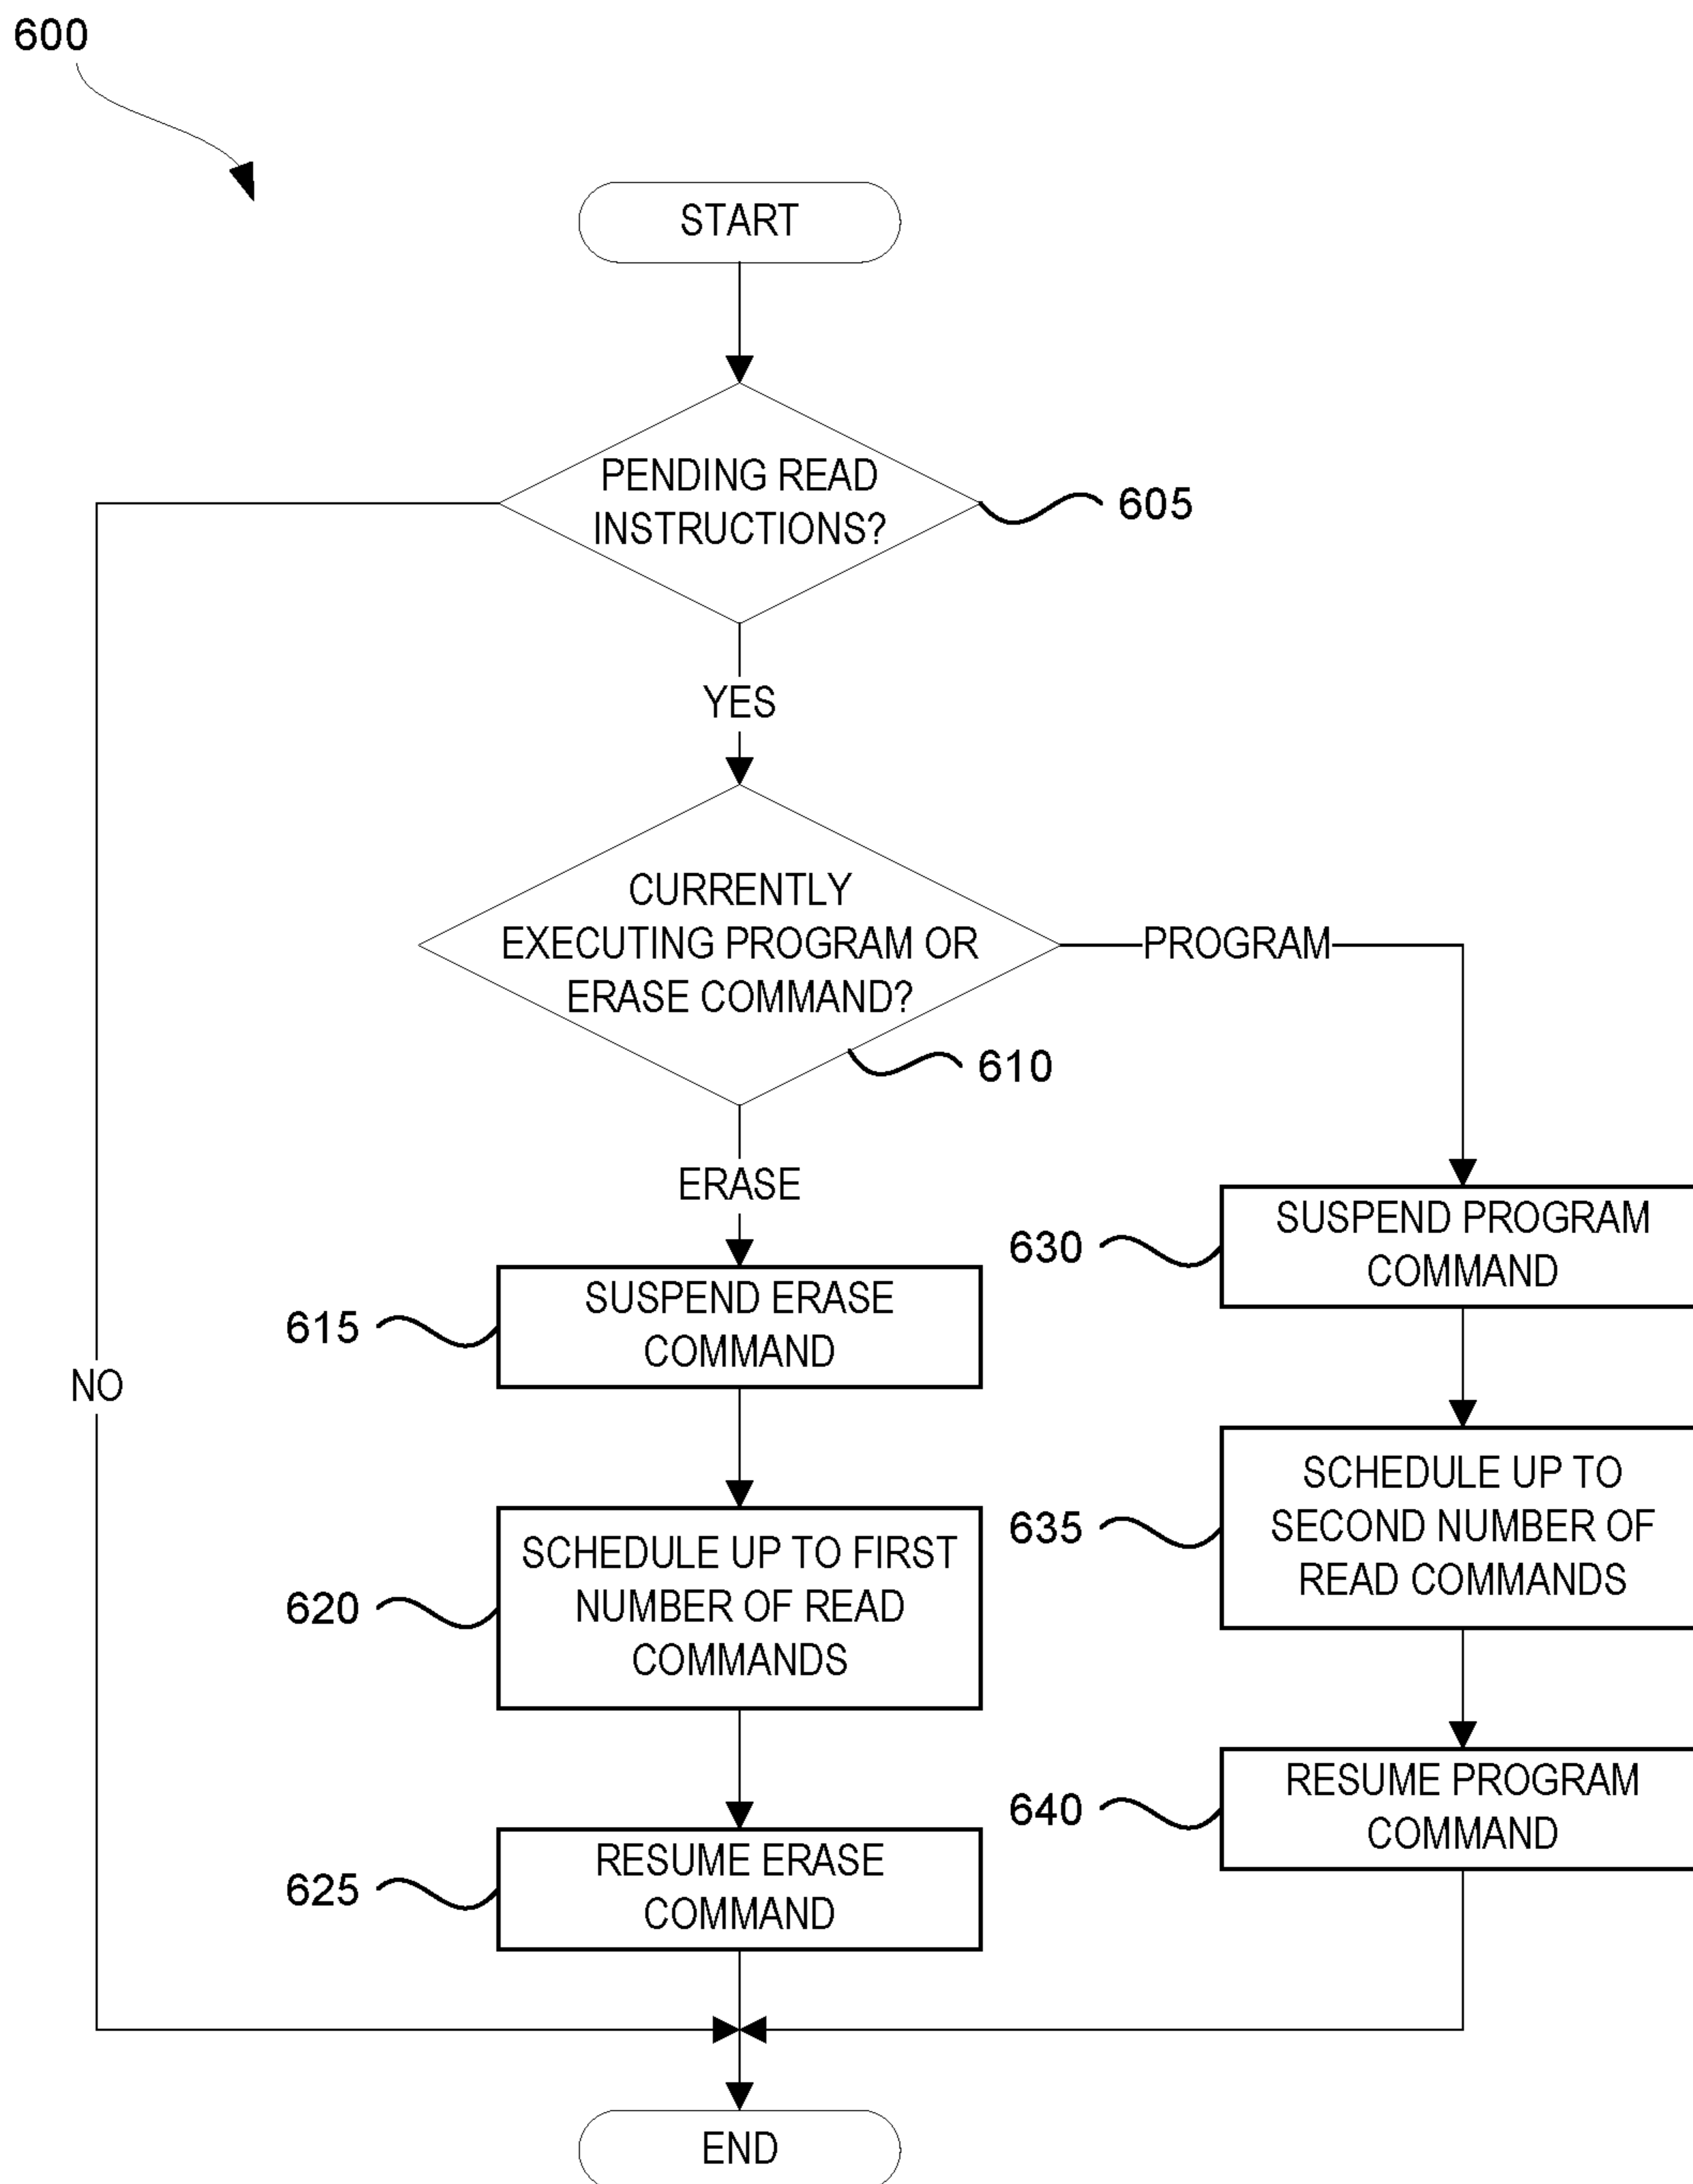 600
START
PENDING READ
INSTRUCTIONS?
605
YES
CURRENTLY
EXECUTING PROGRAM OR
ERASE COMMAND?
PROGRAM
610
ERASE
SUSPEND PROGRAM
COMMAND
630
SUSPEND ERASE
COMMAND
615
NO
SCHEDULE UP TO
SECOND NUMBER OF
READ COMMANDS
635
SCHEDULE UP TO FIRST
NUMBER OF READ
COMMANDS
620
RESUME PROGRAM
COMMAND
640
RESUME ERASE
COMMAND
625
END